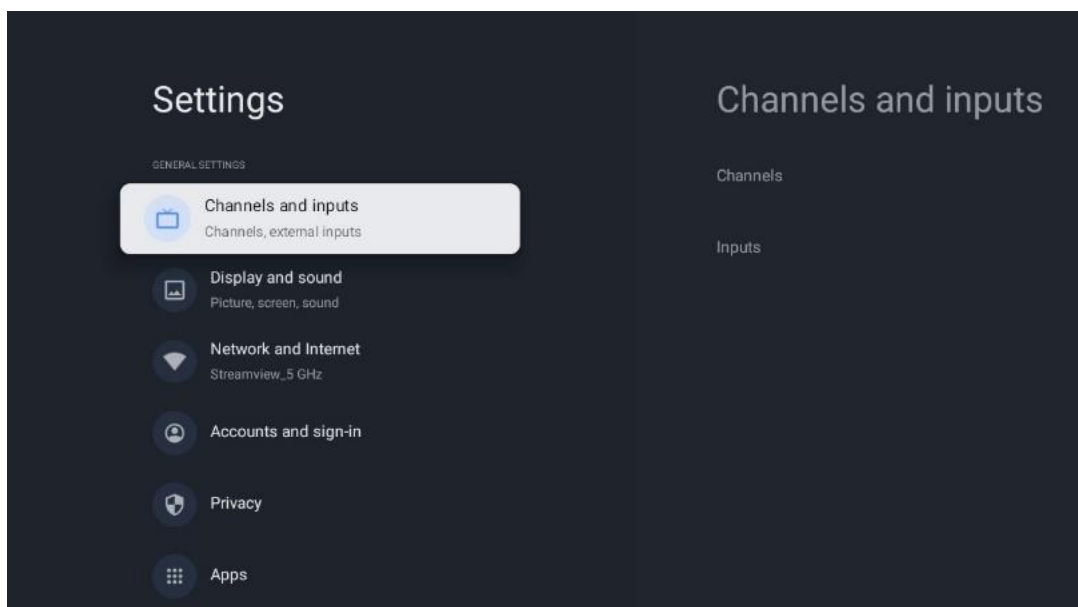 Settings
GENERAL SETTINGS
Channels and inputs
Channels, external inputs
Display and sound
Picture, screen, sound
Network and Internet
Streamview_5 GHz
Accounts and sign-in
Privacy
Apps
Channels and inputs
Channels
Inputs